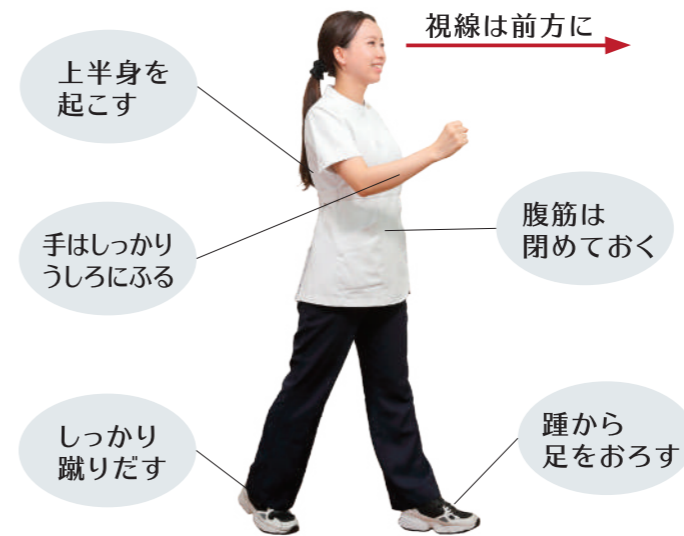 視線は前方に
上半身を
起こす
手はしっかり
うしろにふる
腹筋は
閉めておく
しっかり
蹴りだす
踵から
足をおろす